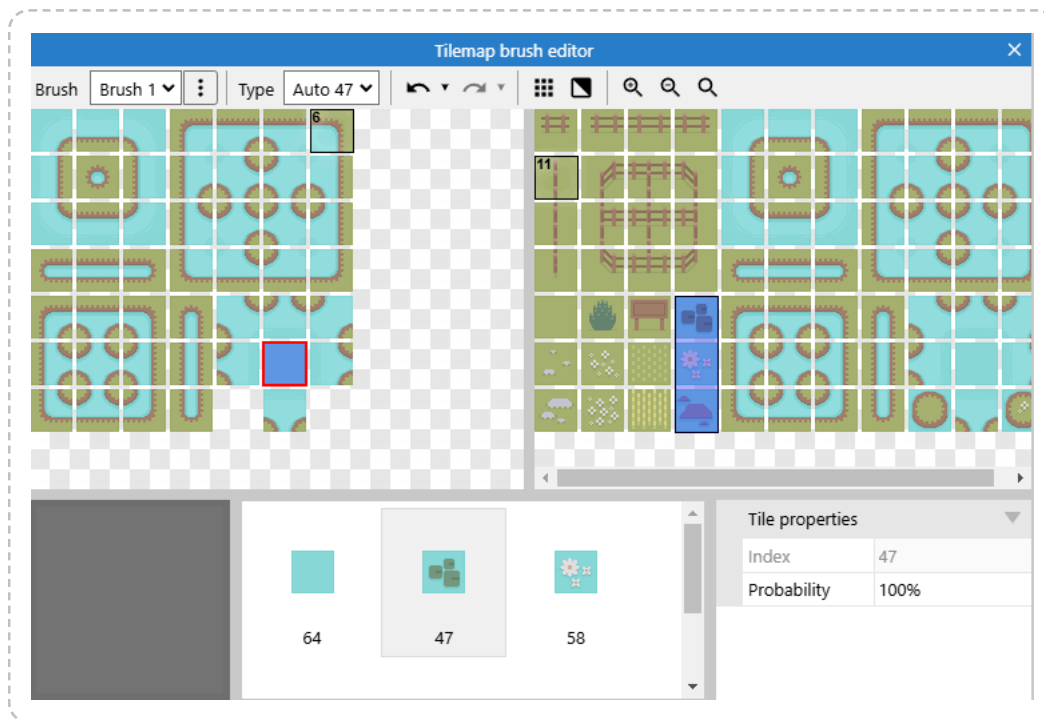 Tilemap brush editor
Brush Brush 1 Type Auto 47
6
11
Tile properties
Index 47
Probability 100%
64 47 58